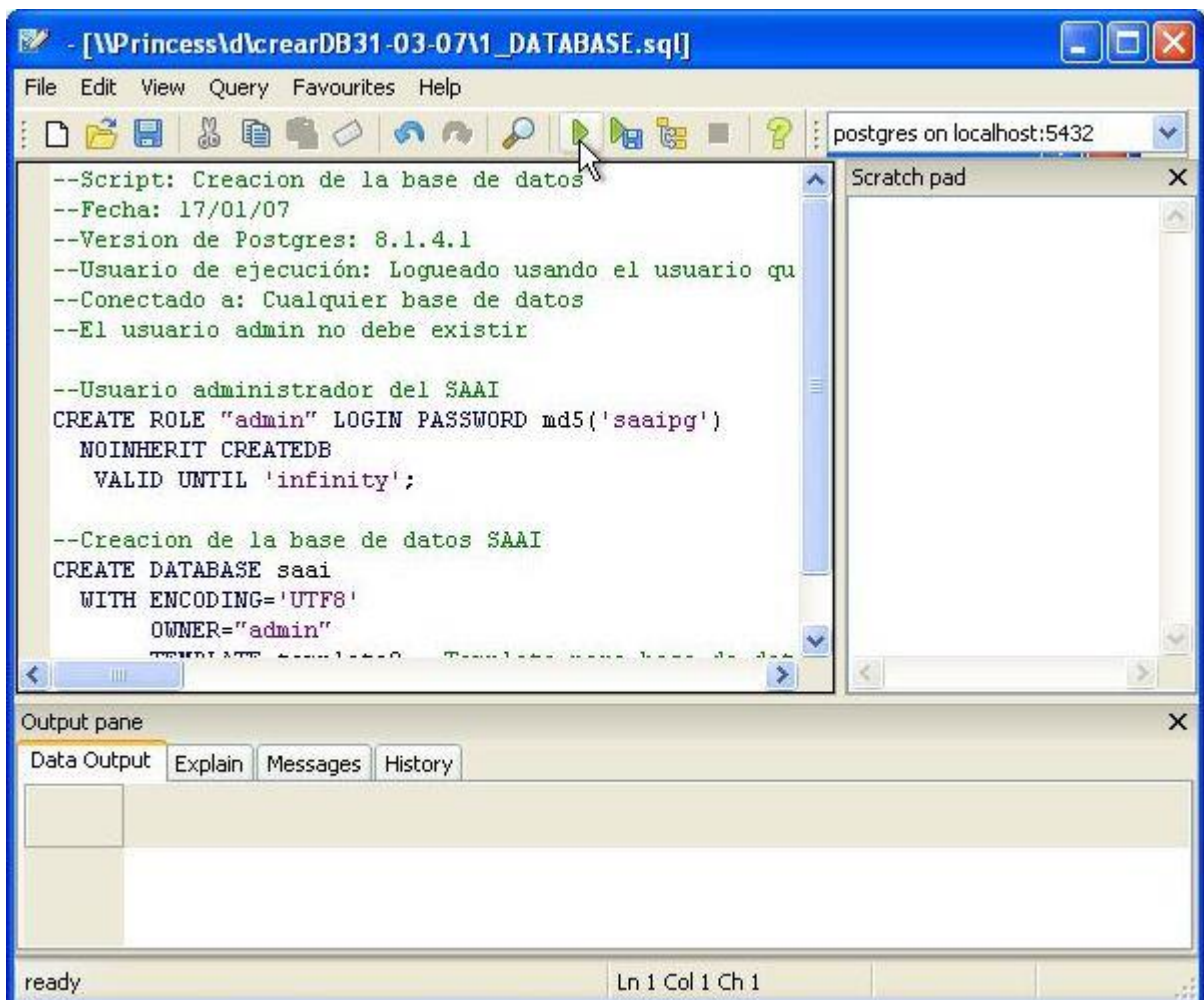 - [\\Princess\d\crearDB31-03-07\1_DATABASE.sql]
File Edit View Query Favourites Help
postgres on localhost:5432
--Script: Creacion de la base de datos
--Fecha: 17/01/07
--Version de Postgres: 8.1.4.1
--Usuario de ejecución: Logueado usando el usuario qu
--Conectado a: Cualquier base de datos
--El usuario admin no debe existir
--Usuario administrador del SAAI
CREATE ROLE "admin" LOGIN PASSWORD md5('saaipg')
NOINHERIT CREATEDB
VALID UNTIL 'infinity';
--Creacion de la base de datos SAAI
CREATE DATABASE saai
WITH ENCODING='UTF8'
OWNER="admin"
Scratch pad
Output pane
Data Output Explain Messages History
ready
Ln 1 Col 1 Ch 1